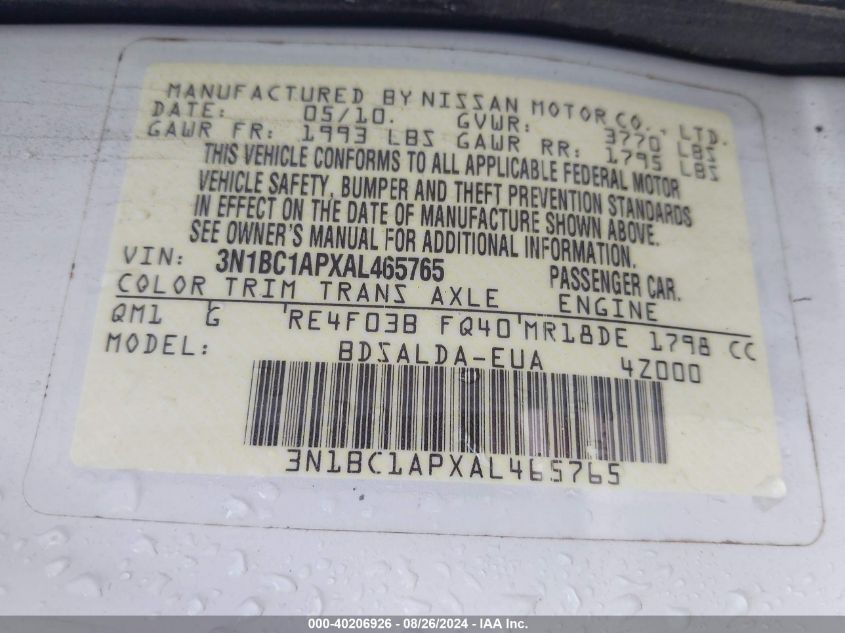 MANUFACTURED BY NISSAN MOTOR CO., LTD.
DATE: 05/10. GVWR: 3770 LBS
GAWR FR: 1993 LBS GAWR RR: 1795 LBS
THIS VEHICLE CONFORMS TO ALL APPLICABLE FEDERAL MOTOR
VEHICLE SAFETY, BUMPER AND THEFT PREVENTION STANDARDS
IN EFFECT ON THE DATE OF MANUFACTURE SHOWN ABOVE.
SEE OWNER'S MANUAL FOR ADDITIONAL INFORMATION.
VIN: 3N1BC1APXAL465765 PASSENGER CAR.
COLOR TRIM TRANS AXLE ENGINE
QM1 G RE4F03B FQ40 MR18DE 1798 CC
MODEL: BDSALDA-EUA 4Z000
3N1BC1APXAL465765
000-40206926 - 08/26/2024 - IAA Inc.